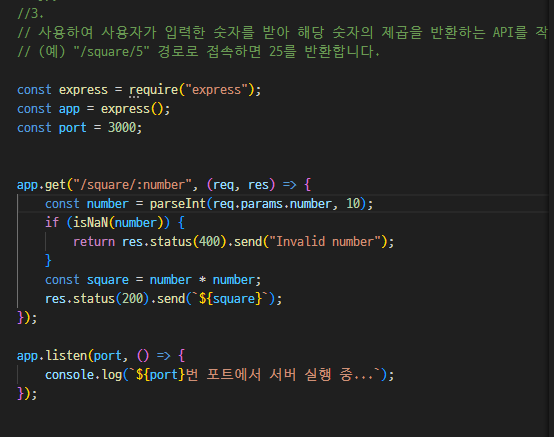 //3.
// 사용하여 사용자가 입력한 숫자를 받아 해당 숫자의 제곱을 반환하는 API를 작
// (예) "/square/5" 경로로 접속하면 25를 반환합니다.
const express = require("express");
const app = express();
const port = 3000;
app.get("/square/:number", (req, res) => {
const number = parseInt(req.params.number, 10);
if (isNaN(number)) {
return res.status(400).send("Invalid number");
}
const square = number * number;
res.status(200).send(`${square}`);
});
app.listen(port, () => {
console.log(`${port}번 포트에서 서버 실행 중...`);
});